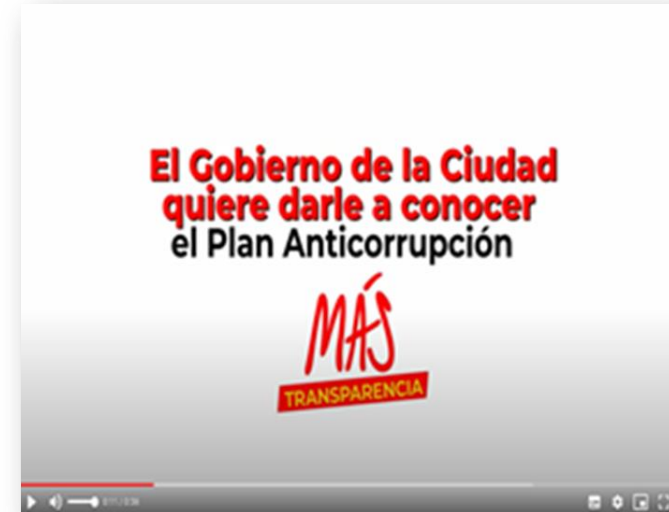 El Gobierno de la Ciudad
quiere darle a conocer
el Plan Anticorrupción
MÁS
TRANSPARENCIA